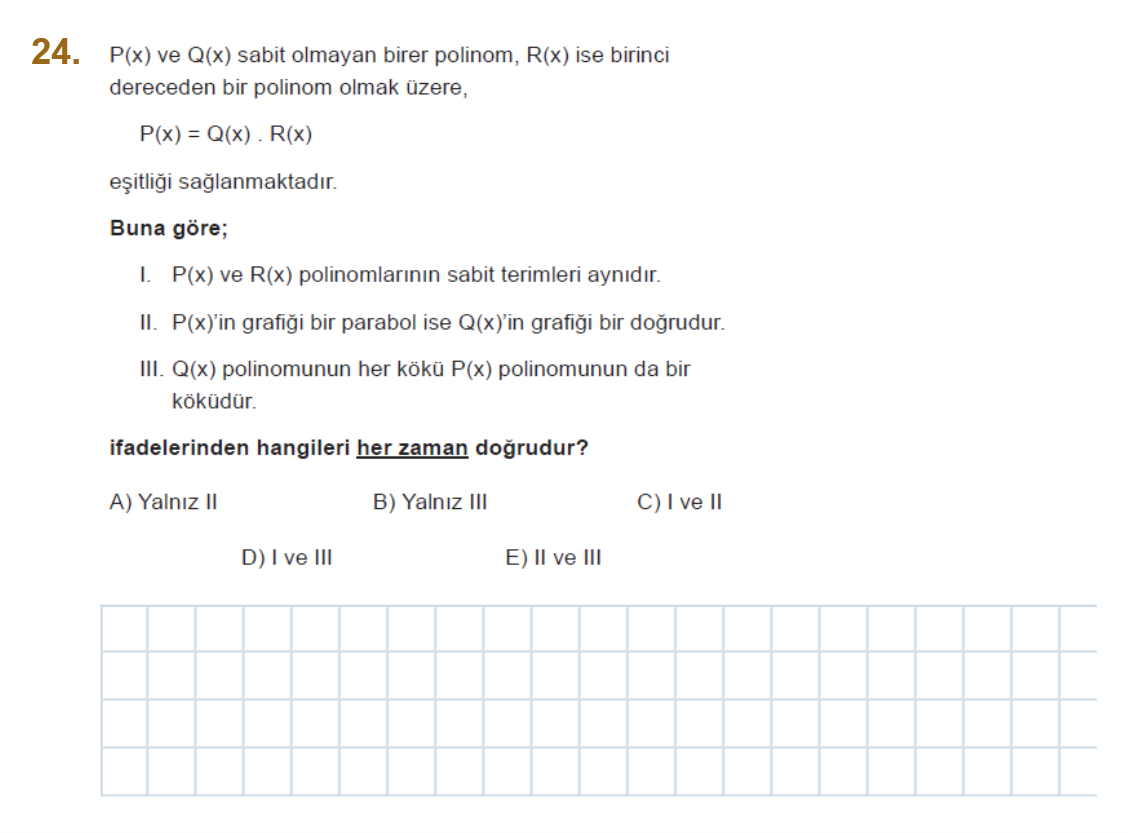 24. P(x) ve Q(x) sabit olmayan birer polinom, R(x) ise birinci
dereceden bir polinom olmak üzere,
P(x) = Q(x) . R(x)
eşitliği sağlanmaktadır.
Buna göre;
I. P(x) ve R(x) polinomlarının sabit terimleri aynıdır.
II. P(x)'in grafiği bir parabol ise Q(x)'in grafiği bir doğrudur.
III. Q(x) polinomunun her kökü P(x) polinomunun da bir
köküdür.
ifadelerinden hangileri her zaman doğrudur?
A) Yalnız II B) Yalnız III C) I ve II
D) I ve III E) II ve III